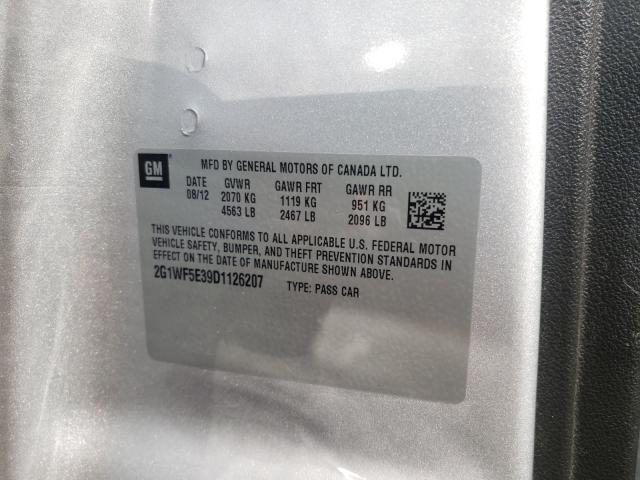 GM
MFD BY GENERAL MOTORS OF CANADA LTD.
DATE GVWR GAWR FRT GAWR RR
08/12 2070 KG 1119 KG 951 KG
4563 LB 2467 LB 2096 LB
THIS VEHICLE CONFORMS TO ALL APPLICABLE U.S. FEDERAL MOTOR
VEHICLE SAFETY, BUMPER, AND THEFT PREVENTION STANDARDS IN
EFFECT ON THE DATE OF MANUFACTURE SHOWN ABOVE.
2G1WF5E39D1126207 TYPE: PASS CAR